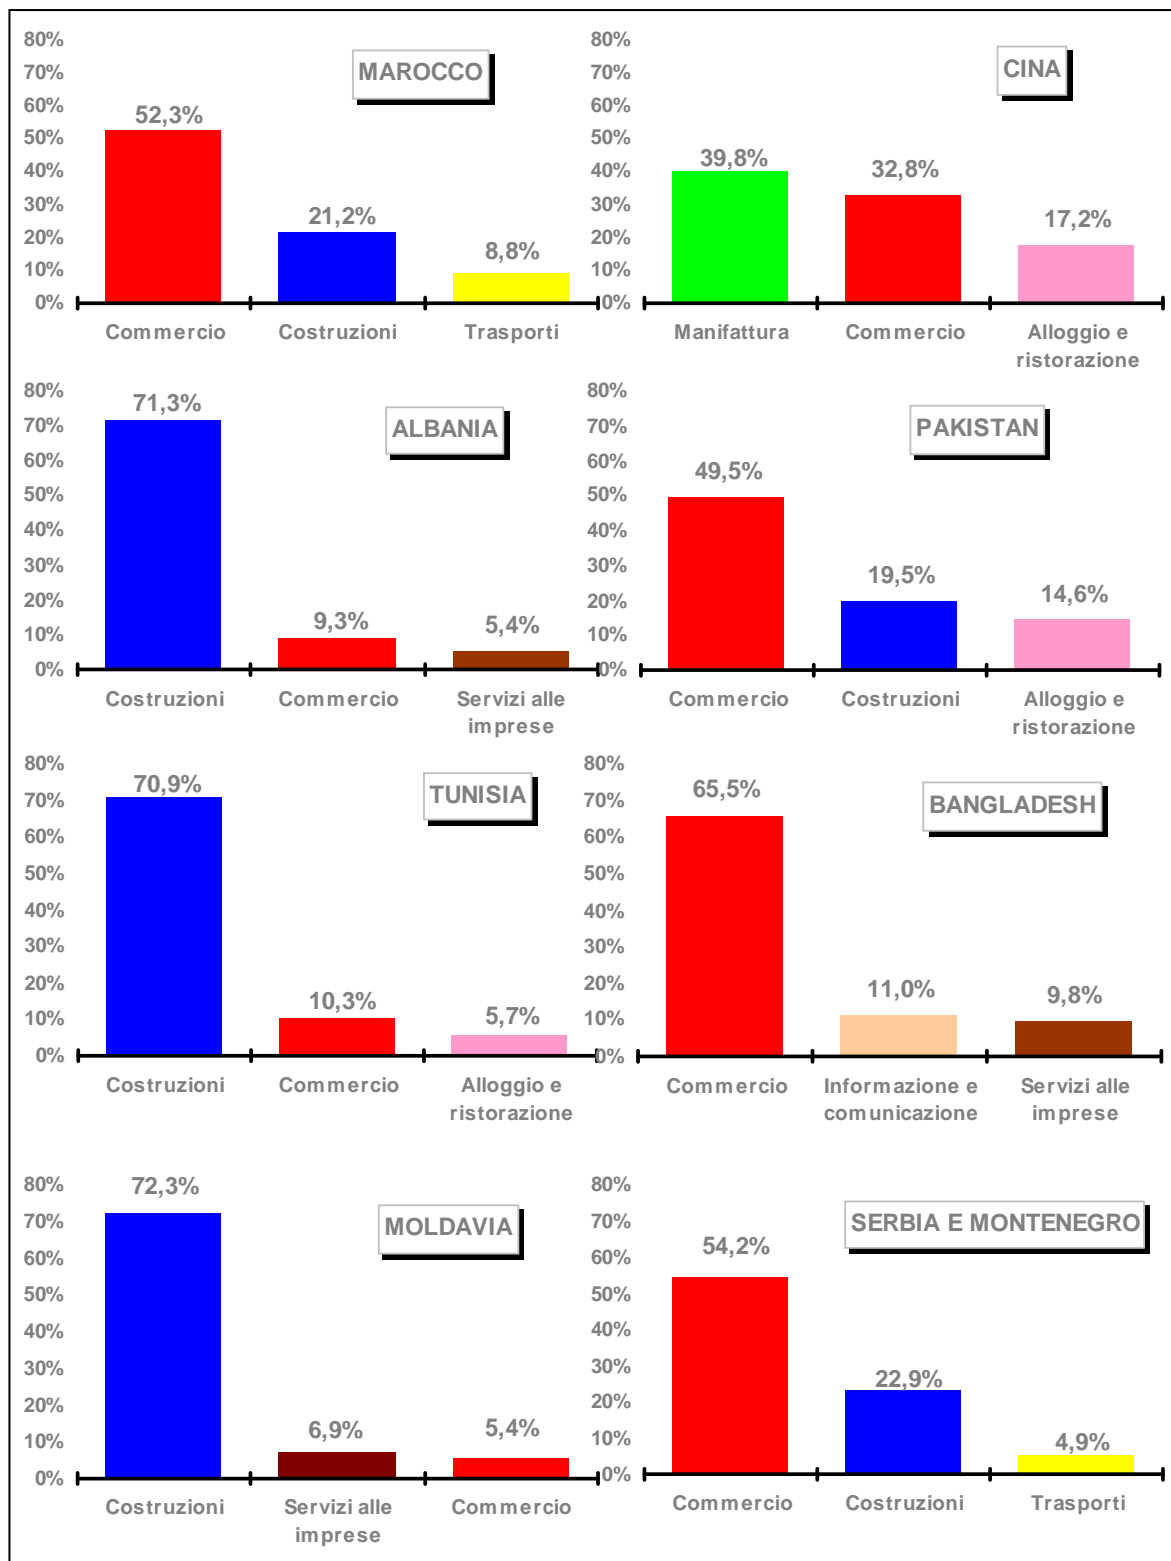 MAROCCO
80%
70%
60%
50%
40%
30%
20%
10%
0%
52,3%
21,2%
8,8%
Commercio
Costruzioni
Trasporti
CINA
80%
70%
60%
50%
40%
30%
20%
10%
0%
39,8%
32,8%
17,2%
Manifattura
Commercio
Alloggio e
ristorazione
ALBANIA
80%
70%
60%
50%
40%
30%
20%
10%
0%
71,3%
9,3%
5,4%
Costruzioni
Commercio
Servizi alle
imprese
PAKISTAN
80%
70%
60%
50%
40%
30%
20%
10%
0%
49,5%
19,5%
14,6%
Commercio
Costruzioni
Alloggio e
ristorazione
TUNISIA
80%
70%
60%
50%
40%
30%
20%
10%
0%
70,9%
10,3%
5,7%
Costruzioni
Commercio
Alloggio e
ristorazione
BANGLADESH
80%
70%
60%
50%
40%
30%
20%
10%
0%
65,5%
11,0%
9,8%
Commercio
Informazione e
comunicazione
Servizi alle
imprese
MOLDAVIA
80%
70%
60%
50%
40%
30%
20%
10%
0%
72,3%
6,9%
5,4%
Costruzioni
Servizi alle
imprese
Commercio
SERBIA E MONTENEGRO
80%
70%
60%
50%
40%
30%
20%
10%
0%
54,2%
22,9%
4,9%
Commercio
Costruzioni
Trasporti